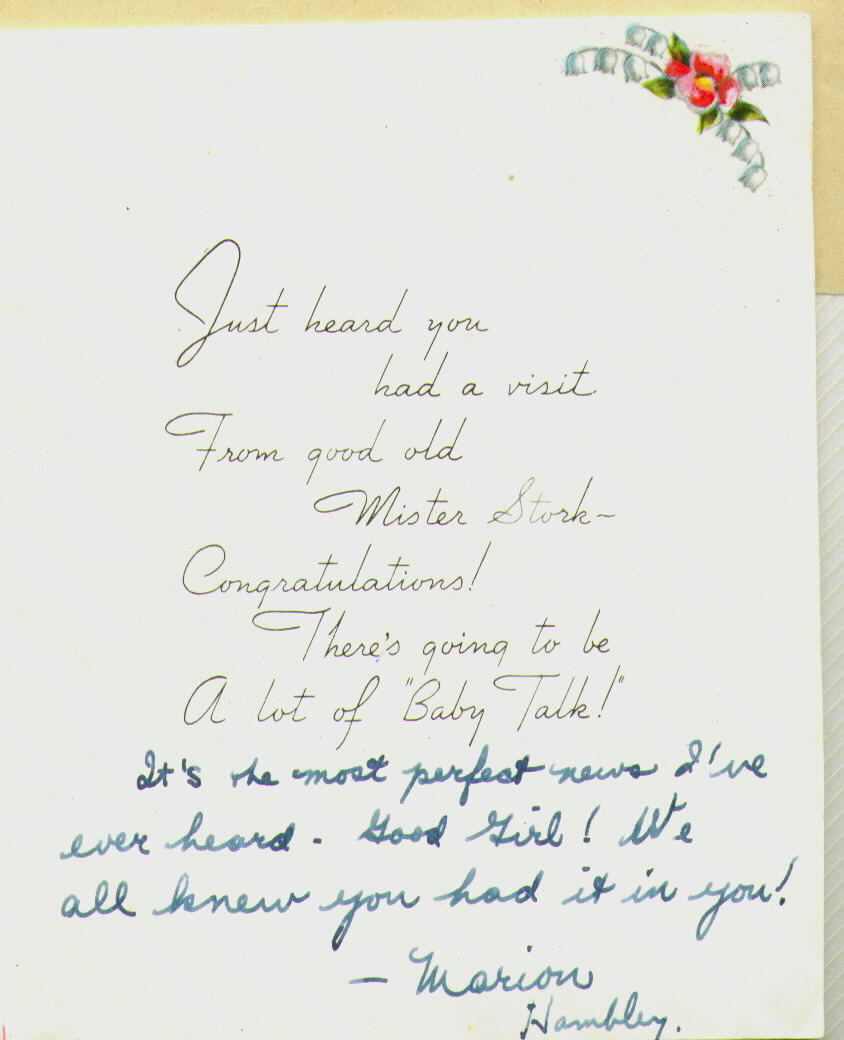 Just heard you
had a visit
From good old
Mister Stork~
Congratulations!
There's going to be
A lot of "Baby Talk!"
It's the most perfect news I've
ever heard. Good Girl! We
all knew you had it in you!
— Marion
Hambley.